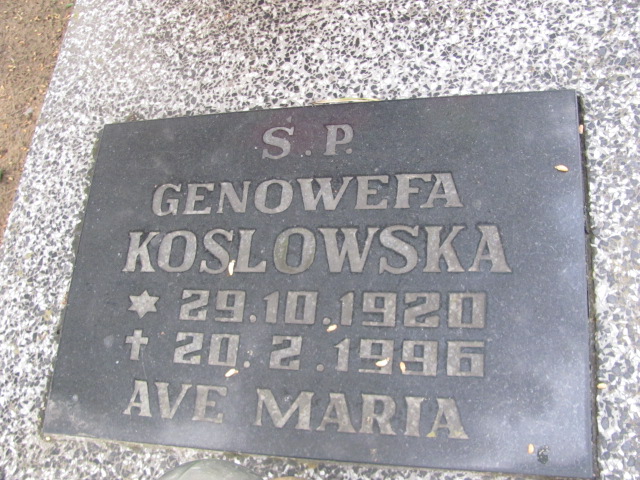 S.P.
GENOWEFA
KOSLOWSKA
✶ 29.10.1920
✝ 20.2.1996
AVE MARIA